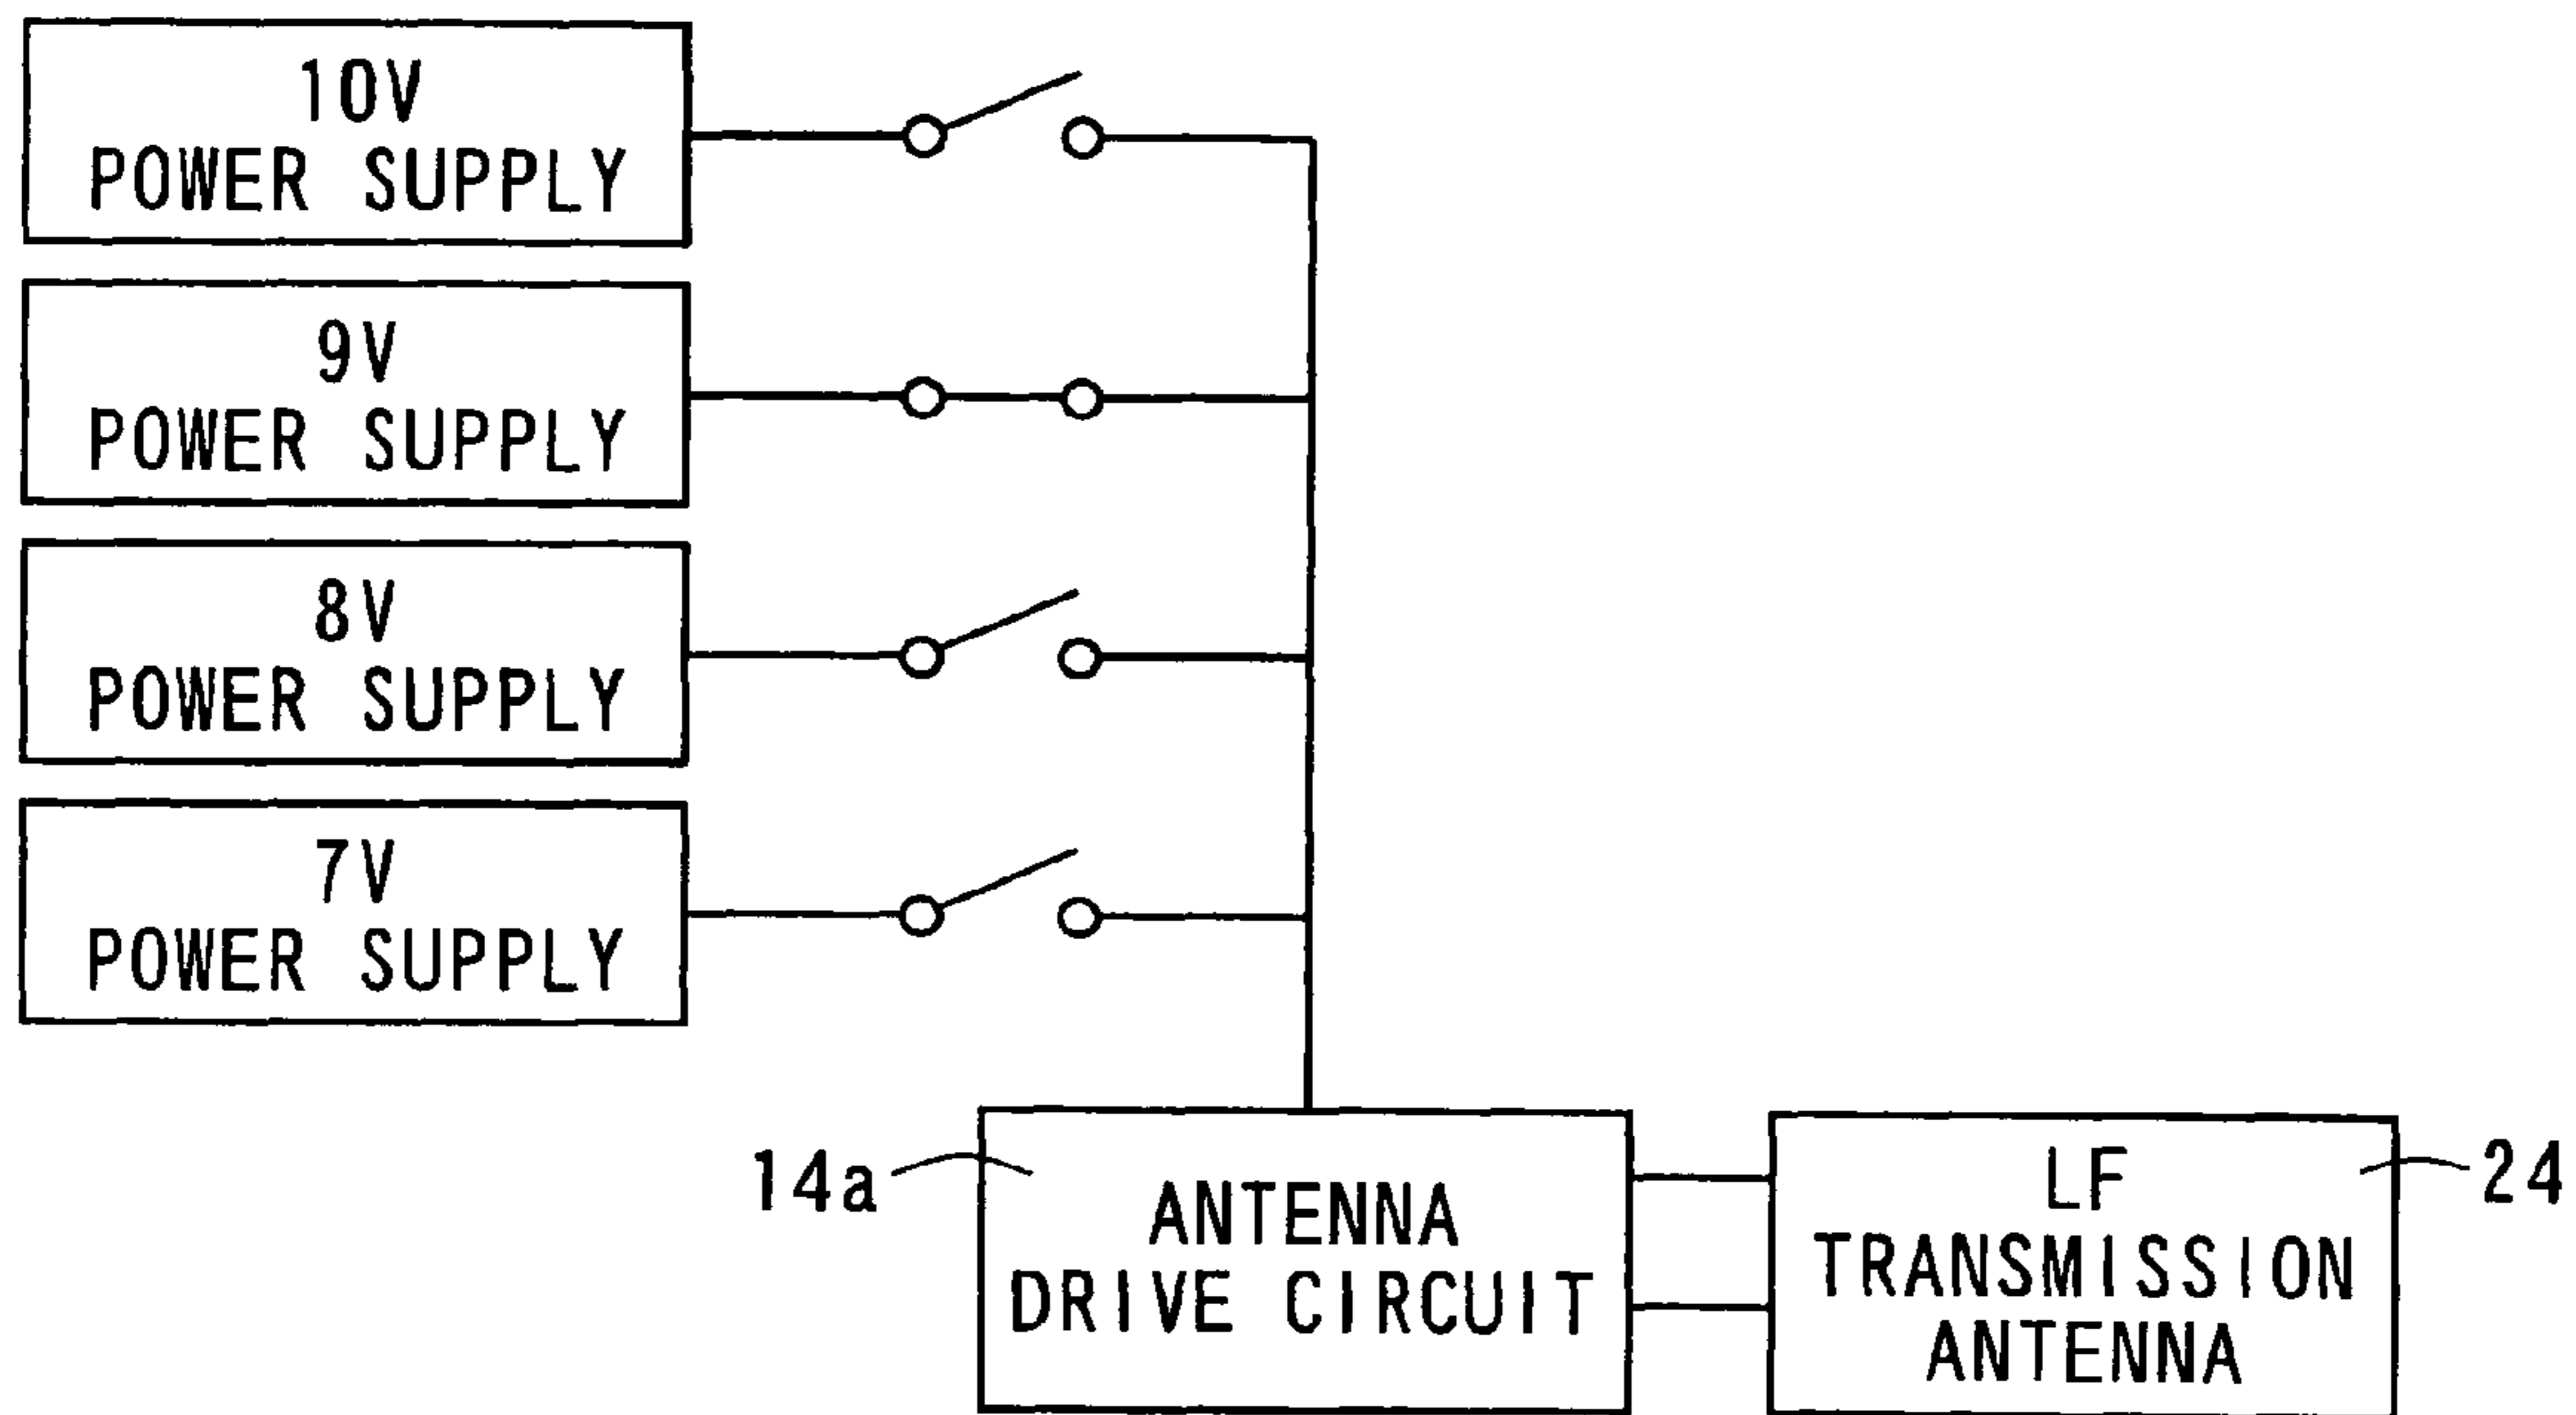 10V
POWER SUPPLY
9V
POWER SUPPLY
8V
POWER SUPPLY
7V
POWER SUPPLY
14a
ANTENNA
DRIVE CIRCUIT
LF
TRANSMISSION
ANTENNA
24